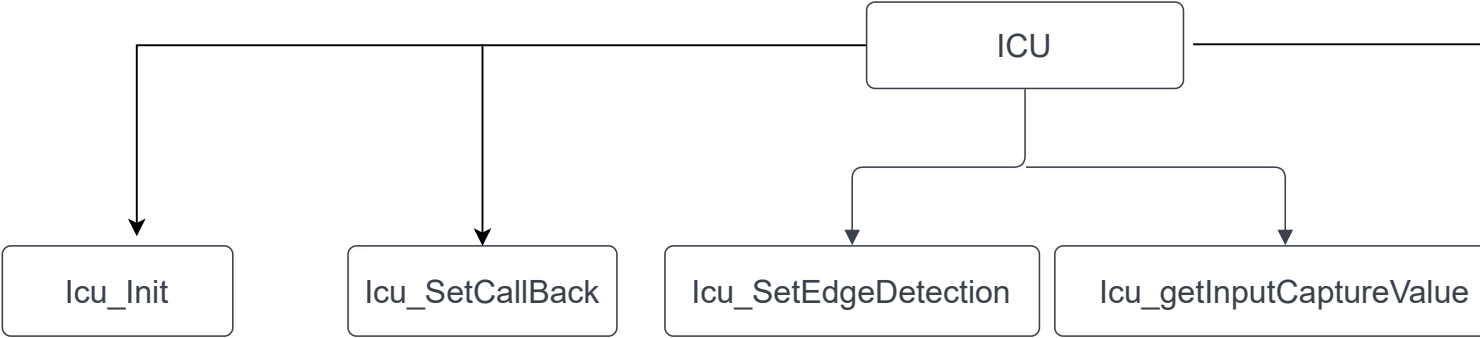 ICU
Icu_Init
Icu_SetCallBack
Icu_SetEdgeDetection
Icu_getInputCaptureValue